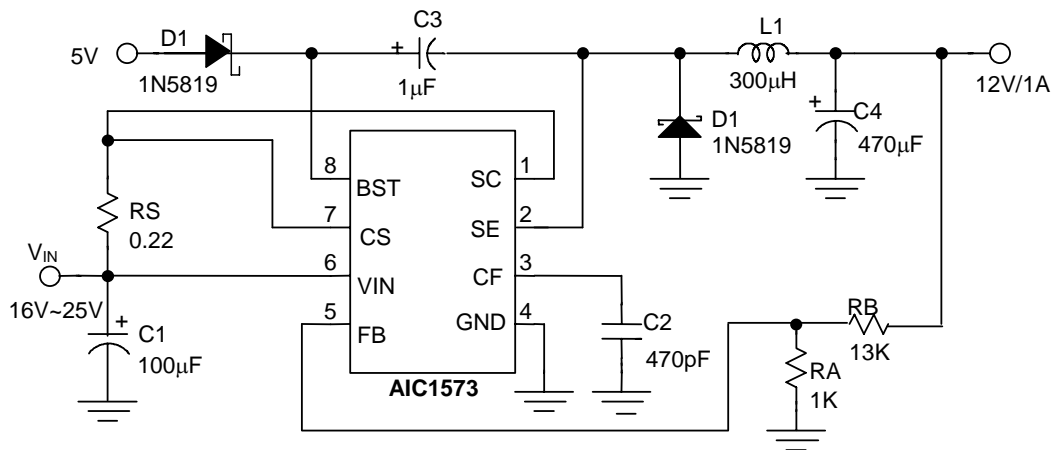 C3
L1
5V
D1
1N5819
+
1µF
300µH
12V/1A
+
C4
470µF
D1
1N5819
8
BST
SC
1
RS
0.22
7
CS
SE
2
VIN
16V~25V
6
VIN
CF
3
5
FB
GND
4
+
C1
100µF
C2
470pF
RB
13K
RA
1K
AIC1573